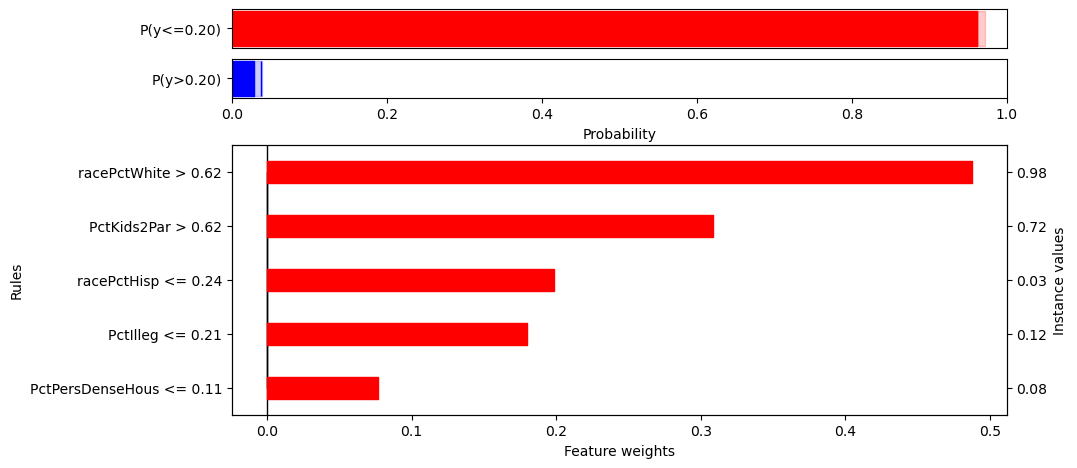 P(y<=0.20)
P(y>0.20)
0.0 0.2 0.4 0.6 0.8 1.0
Probability
racePctWhite > 0.62 0.98
PctKids2Par > 0.62 0.72
racePctHisp <= 0.24 0.03
PctIlleg <= 0.21 0.12
PctPersDenseHous <= 0.11 0.08
Rules
Instance values
0.0 0.1 0.2 0.3 0.4 0.5
Feature weights